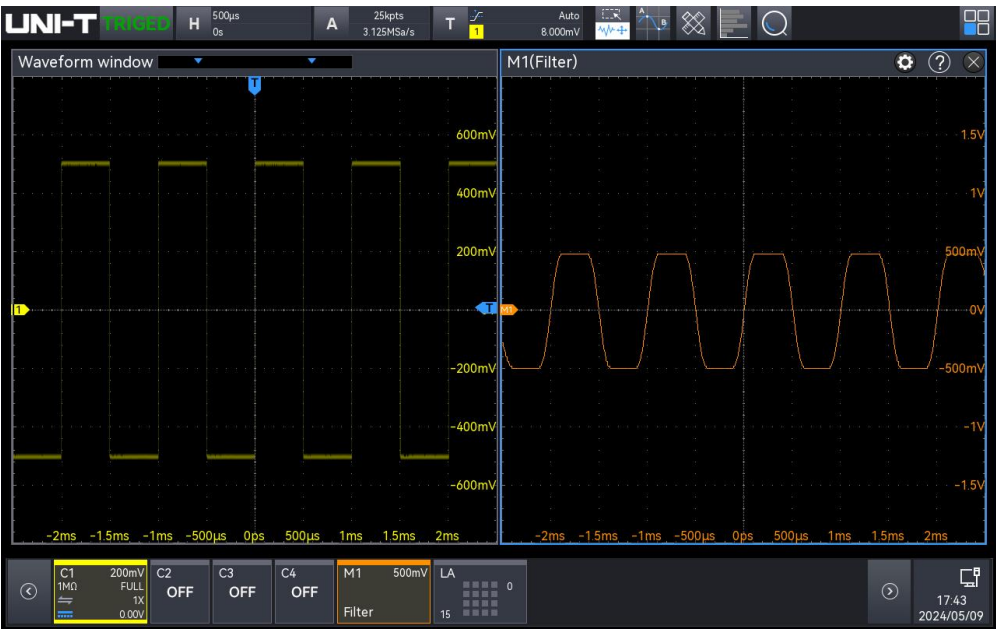 UNI-T TRIGED H 500μs 0s A 25kpts 3.125MSa/s T 1 Auto 8.000mV A B
Waveform window
T
600mV
400mV
200mV
1 T
-200mV
-400mV
-600mV
-2ms -1.5ms -1ms -500μs 0ps 500μs 1ms 1.5ms 2ms
M1(Filter) ?
1.5V
1V
500mV
M1 0V
-500mV
-1V
-1.5V
-2ms -1.5ms -1ms -500μs 0ps 500μs 1ms 1.5ms 2ms
C1 200mV
1MΩ FULL
1X
0.00V
C2
OFF
C3
OFF
C4
OFF
M1 500mV
Filter
LA 0
15
17:43
2024/05/09